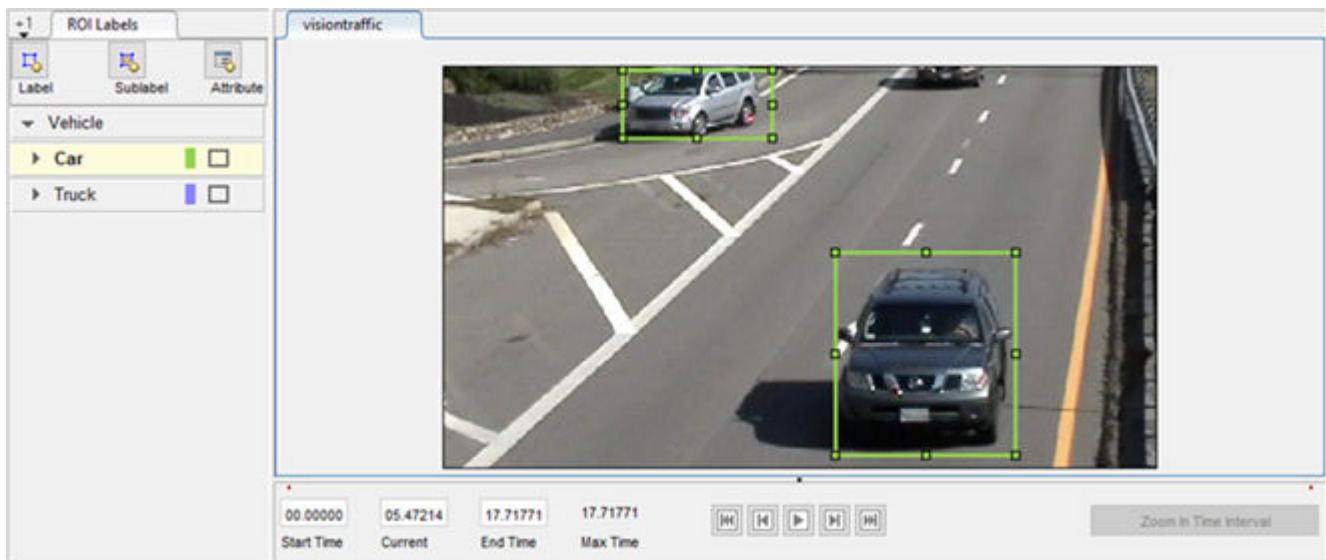 ROI Labels
visiontraffic
Label Sublabel Attribute
Vehicle
Car
Truck
00.00000 05.47214 17.71771 17.71771
Start Time Current End Time Max Time
Zoom In Time Interval